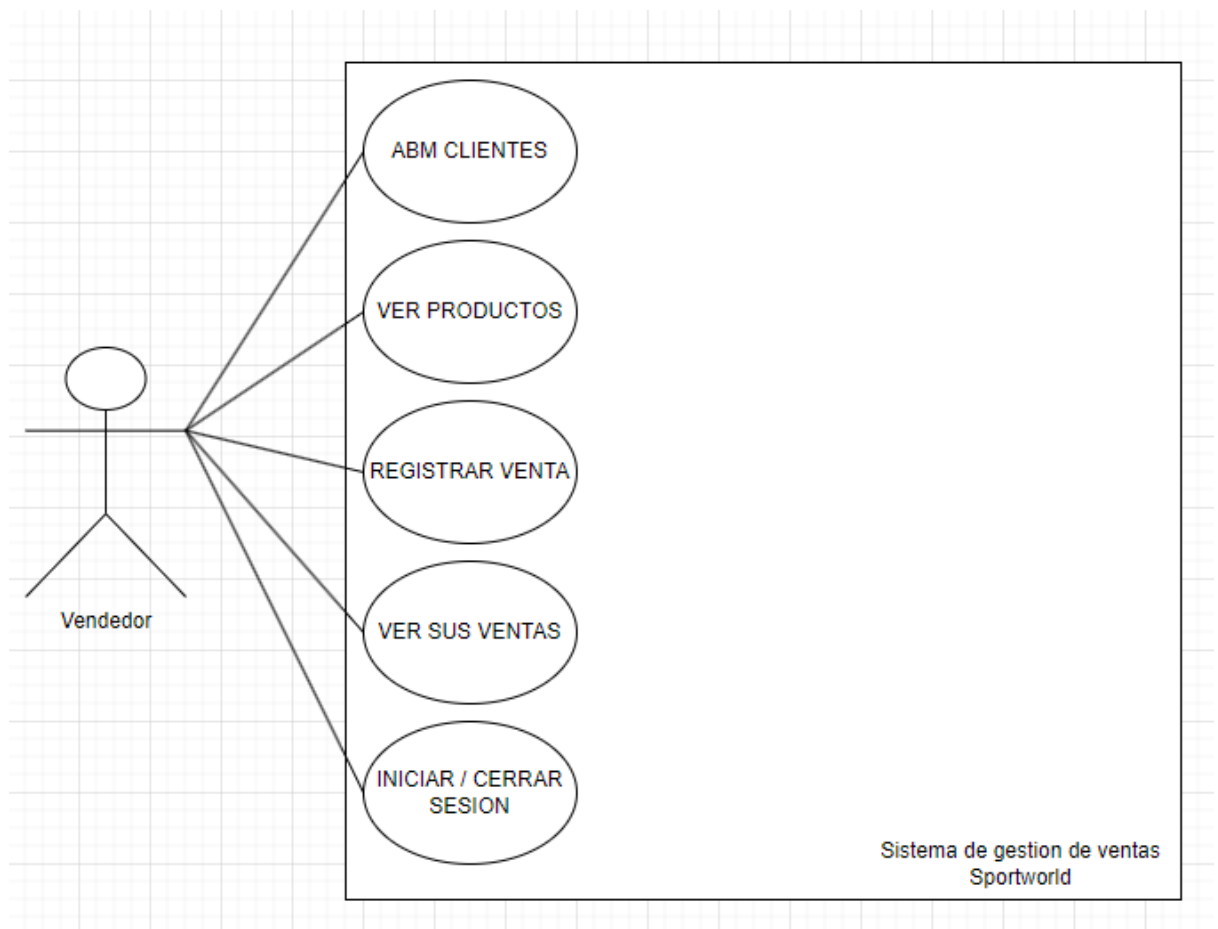 ABM CLIENTES
VER PRODUCTOS
REGISTRAR VENTA
VER SUS VENTAS
INICIAR / CERRAR
SESION
Vendedor
Sistema de gestion de ventas
Sportworld